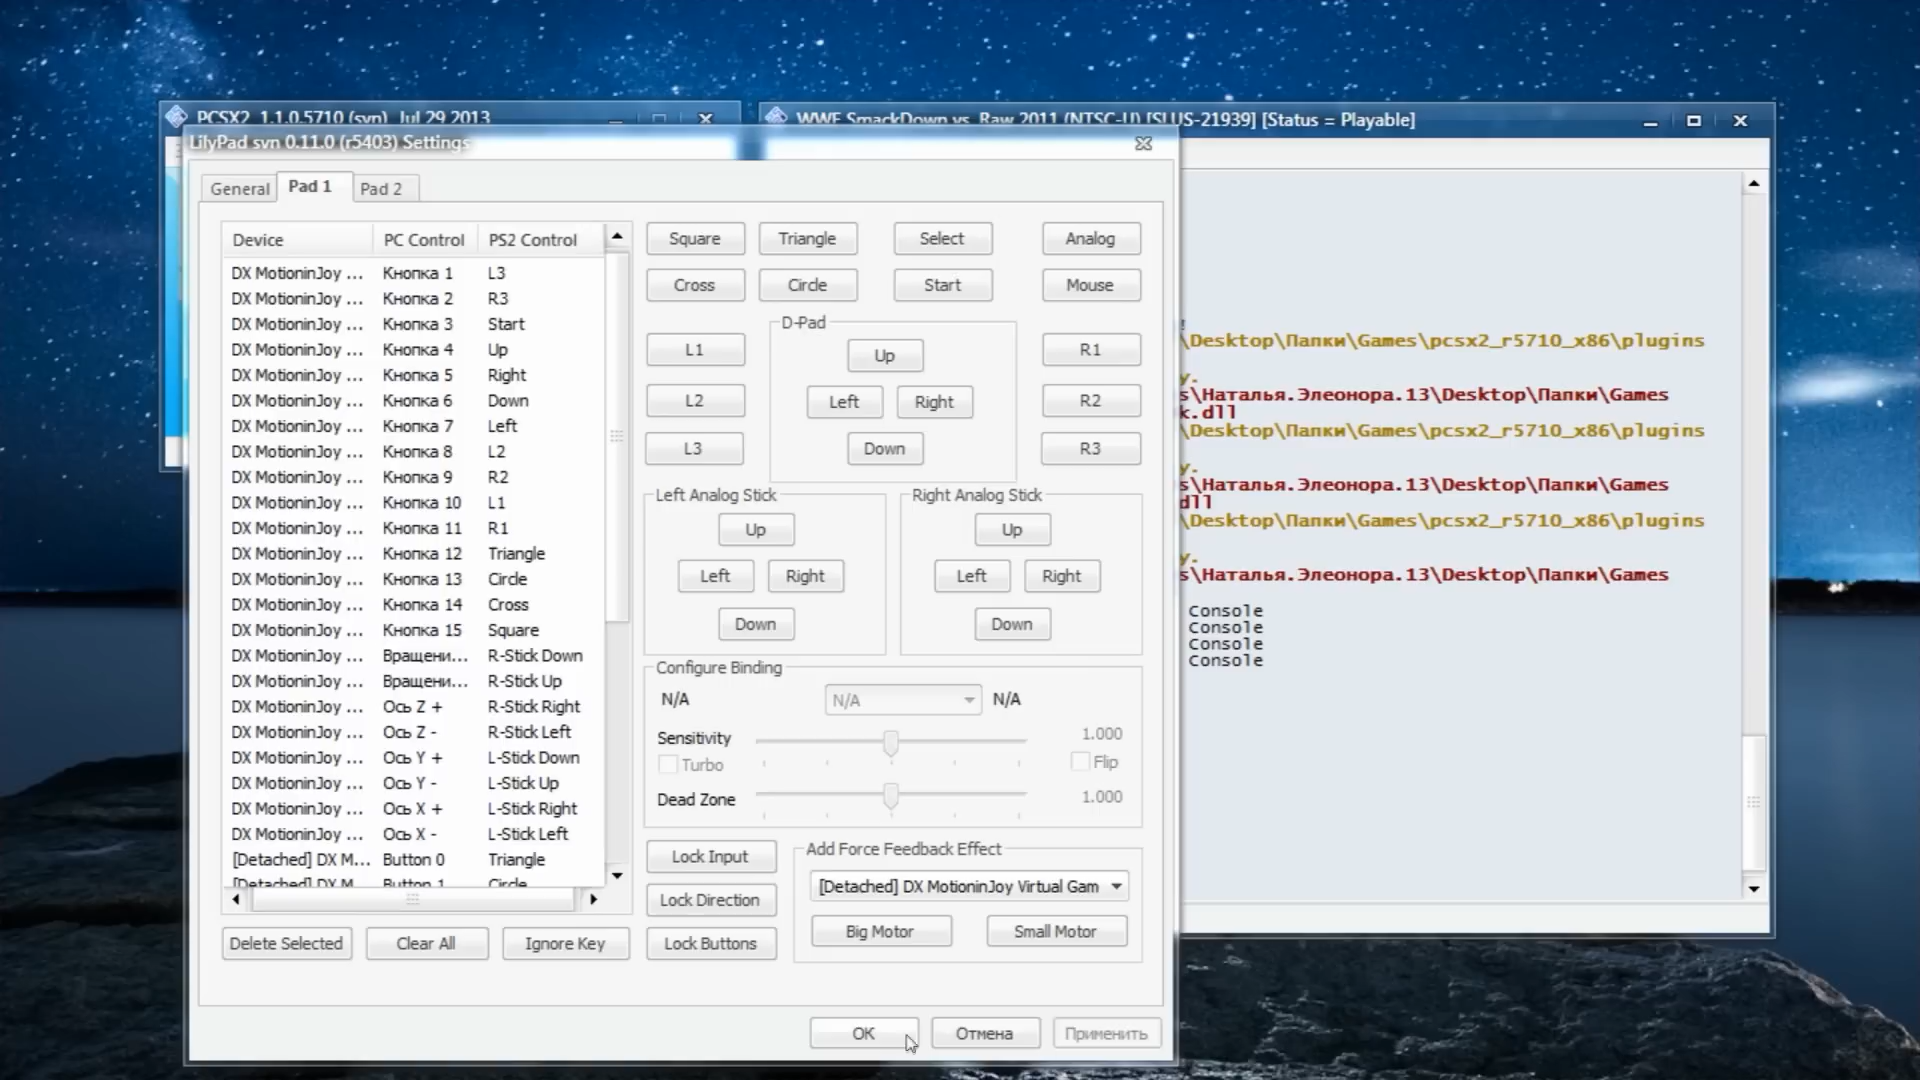 PCSX2 1.1.0.5710 (svn) Jul 29 2013
WWE SmackDown vs. Raw 2011 (NTSC-U) [SLUS-21939] [Status = Playable]
LilyPad svn 0.11.0 (r5403) Settings
General Pad 1 Pad 2
Device PC Control PS2 Control
DX MotioninJoy ... Кнопка 1 L3
DX MotioninJoy ... Кнопка 2 R3
DX MotioninJoy ... Кнопка 3 Start
DX MotioninJoy ... Кнопка 4 Up
DX MotioninJoy ... Кнопка 5 Right
DX MotioninJoy ... Кнопка 6 Down
DX MotioninJoy ... Кнопка 7 Left
DX MotioninJoy ... Кнопка 8 L2
DX MotioninJoy ... Кнопка 9 R2
DX MotioninJoy ... Кнопка 10 L1
DX MotioninJoy ... Кнопка 11 R1
DX MotioninJoy ... Кнопка 12 Triangle
DX MotioninJoy ... Кнопка 13 Circle
DX MotioninJoy ... Кнопка 14 Cross
DX MotioninJoy ... Кнопка 15 Square
DX MotioninJoy ... Вращени... R-Stick Down
DX MotioninJoy ... Вращени... R-Stick Up
DX MotioninJoy ... Ось Z + R-Stick Right
DX MotioninJoy ... Ось Z - R-Stick Left
DX MotioninJoy ... Ось Y + L-Stick Down
DX MotioninJoy ... Ось Y - L-Stick Up
DX MotioninJoy ... Ось X + L-Stick Right
DX MotioninJoy ... Ось X - L-Stick Left
[Detached] DX M... Button 0 Triangle
[Detached] DX M Button 1 Circle
Delete Selected Clear All Ignore Key
Square Triangle Select Analog
Cross Circle Start Mouse
D-Pad
L1 Up R1
L2 Left Right R2
L3 Down R3
Left Analog Stick
Up
Left Right
Down
Right Analog Stick
Up
Left Right
Down
Configure Binding
N/A N/A N/A
Sensitivity 1.000
Turbo Flip
Dead Zone 1.000
Lock Input
Lock Direction
Lock Buttons
Add Force Feedback Effect
[Detached] DX MotioninJoy Virtual Gam
Big Motor Small Motor
OK Отмена Применить
!
\Desktop\Папки\Games\pcsx2_r5710_x86\plugins
y.
s\Наталья.Элеонора.13\Desktop\Папки\Games
k.dll
\Desktop\Папки\Games\pcsx2_r5710_x86\plugins
y.
s\Наталья.Элеонора.13\Desktop\Папки\Games
dll
\Desktop\Папки\Games\pcsx2_r5710_x86\plugins
y.
s\Наталья.Элеонора.13\Desktop\Папки\Games
Console
Console
Console
Console